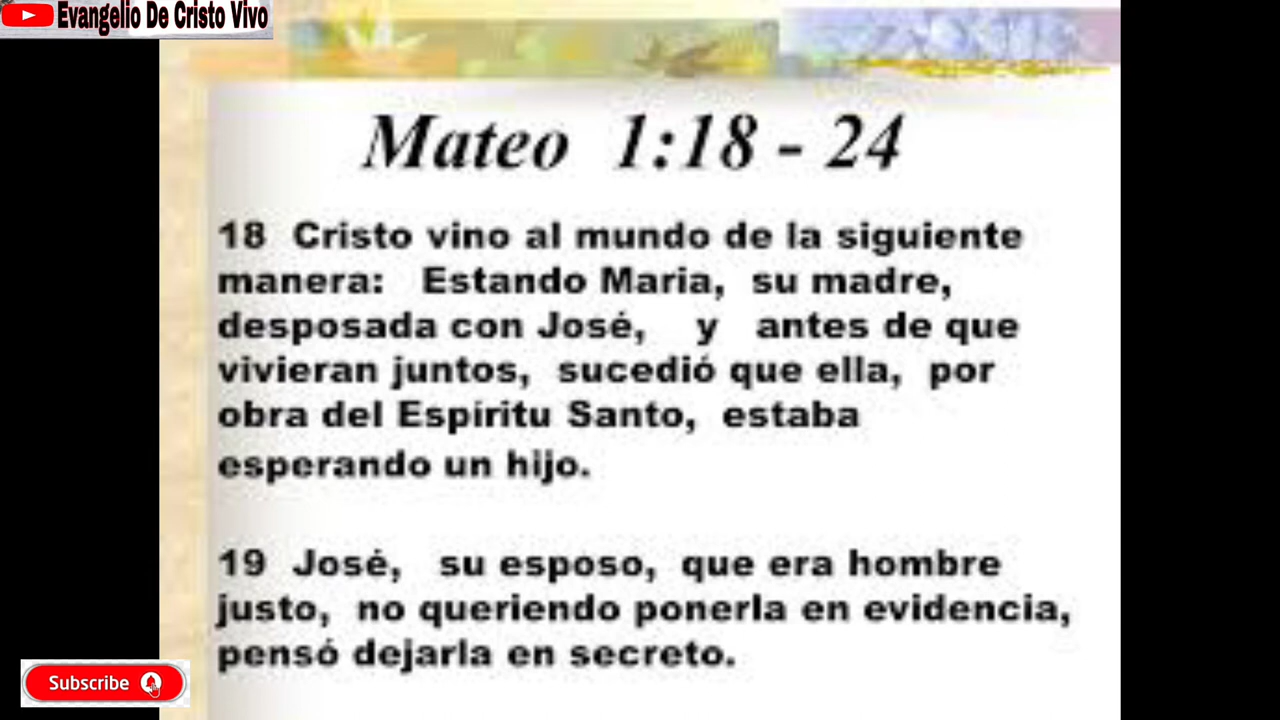 Evangelio De Cristo Vivo
Mateo 1:18 - 24
18 Cristo vino al mundo de la siguiente
manera: Estando Maria, su madre,
desposada con José, y antes de que
vivieran juntos, sucedió que ella, por
obra del Espíritu Santo, estaba
esperando un hijo.
19 José, su esposo, que era hombre
justo, no queriendo ponerla en evidencia,
pensó dejarla en secreto.
Subscribe